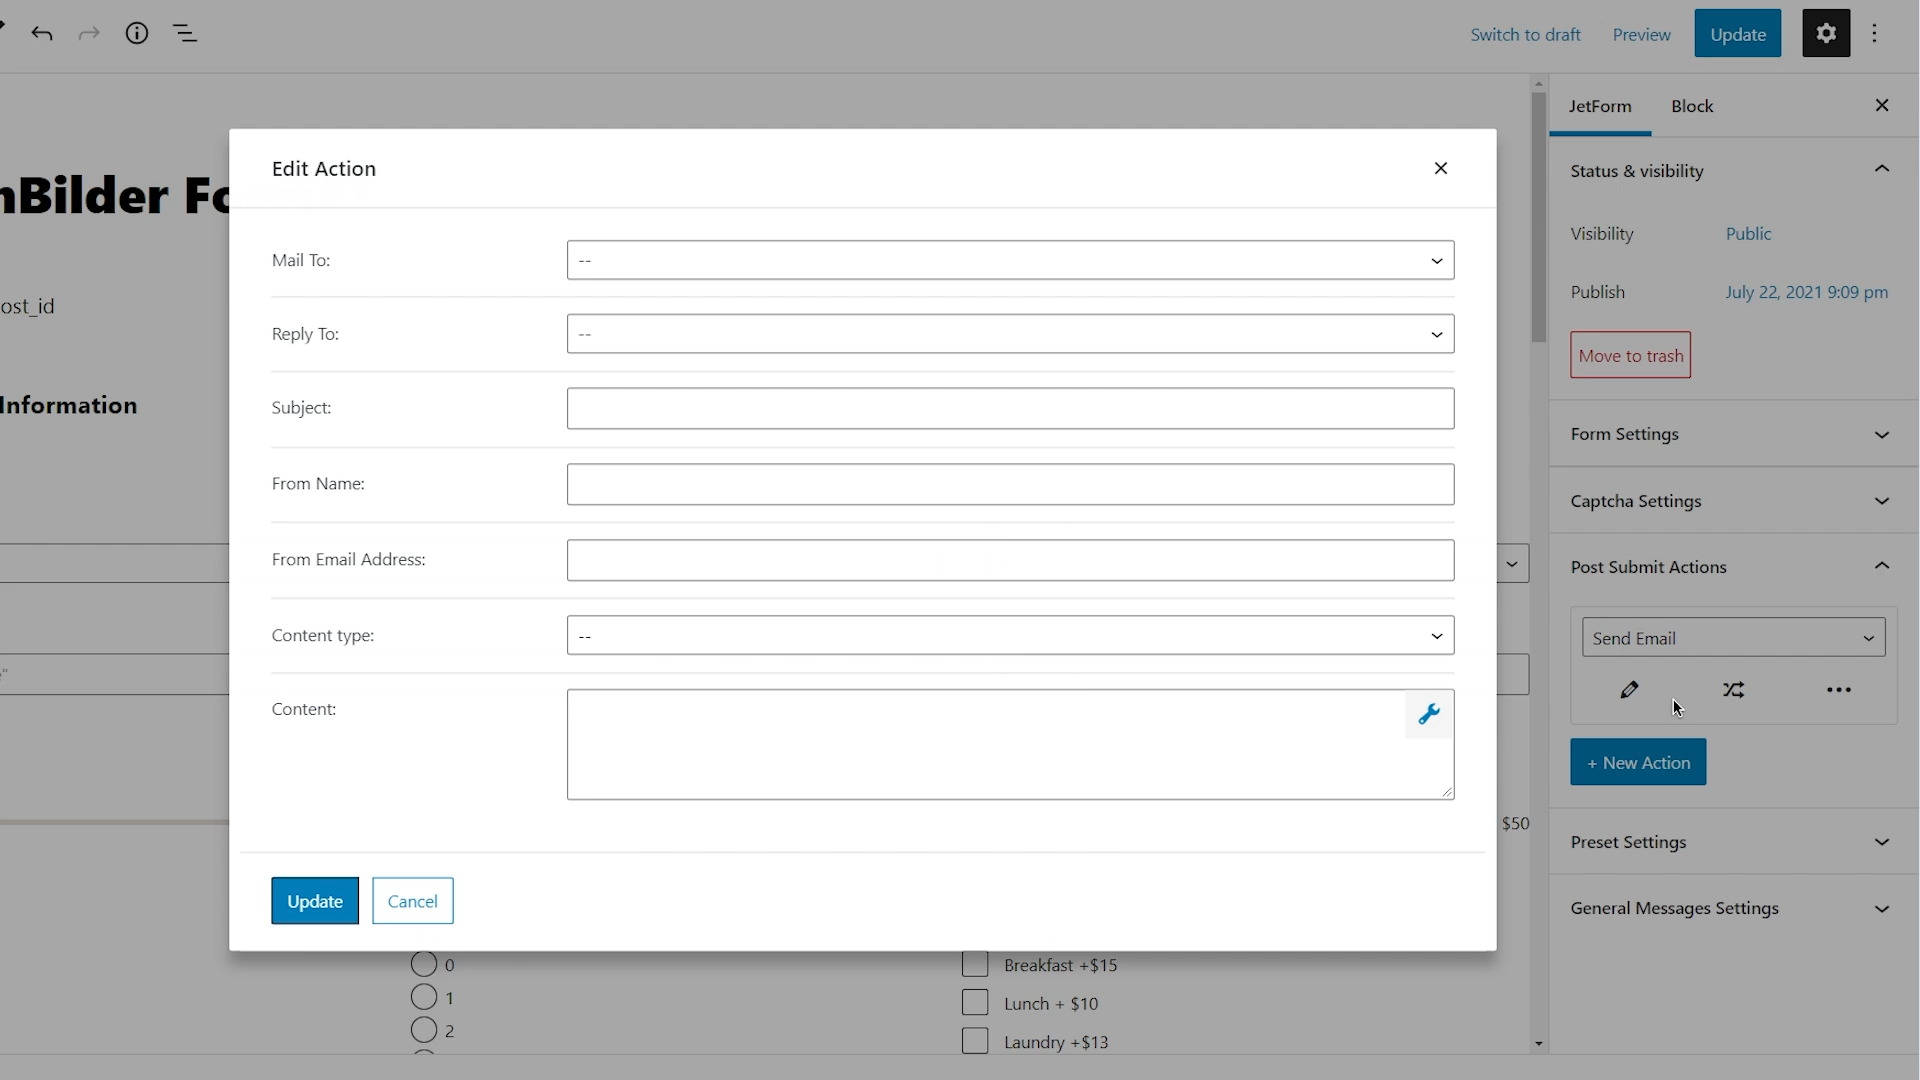 Switch to draft
Preview
Update
JetForm
Block
nBilder Fo
ost_id
Information
"
Edit Action
Mail To:
--
Reply To:
--
Subject:
From Name:
From Email Address:
Content type:
--
Content:
Update
Cancel
Status & visibility
Visibility
Public
Publish
July 22, 2021 9:09 pm
Move to trash
Form Settings
Captcha Settings
Post Submit Actions
Send Email
+ New Action
$50
Preset Settings
General Messages Settings
0
1
2
Breakfast +$15
Lunch + $10
Laundry +$13